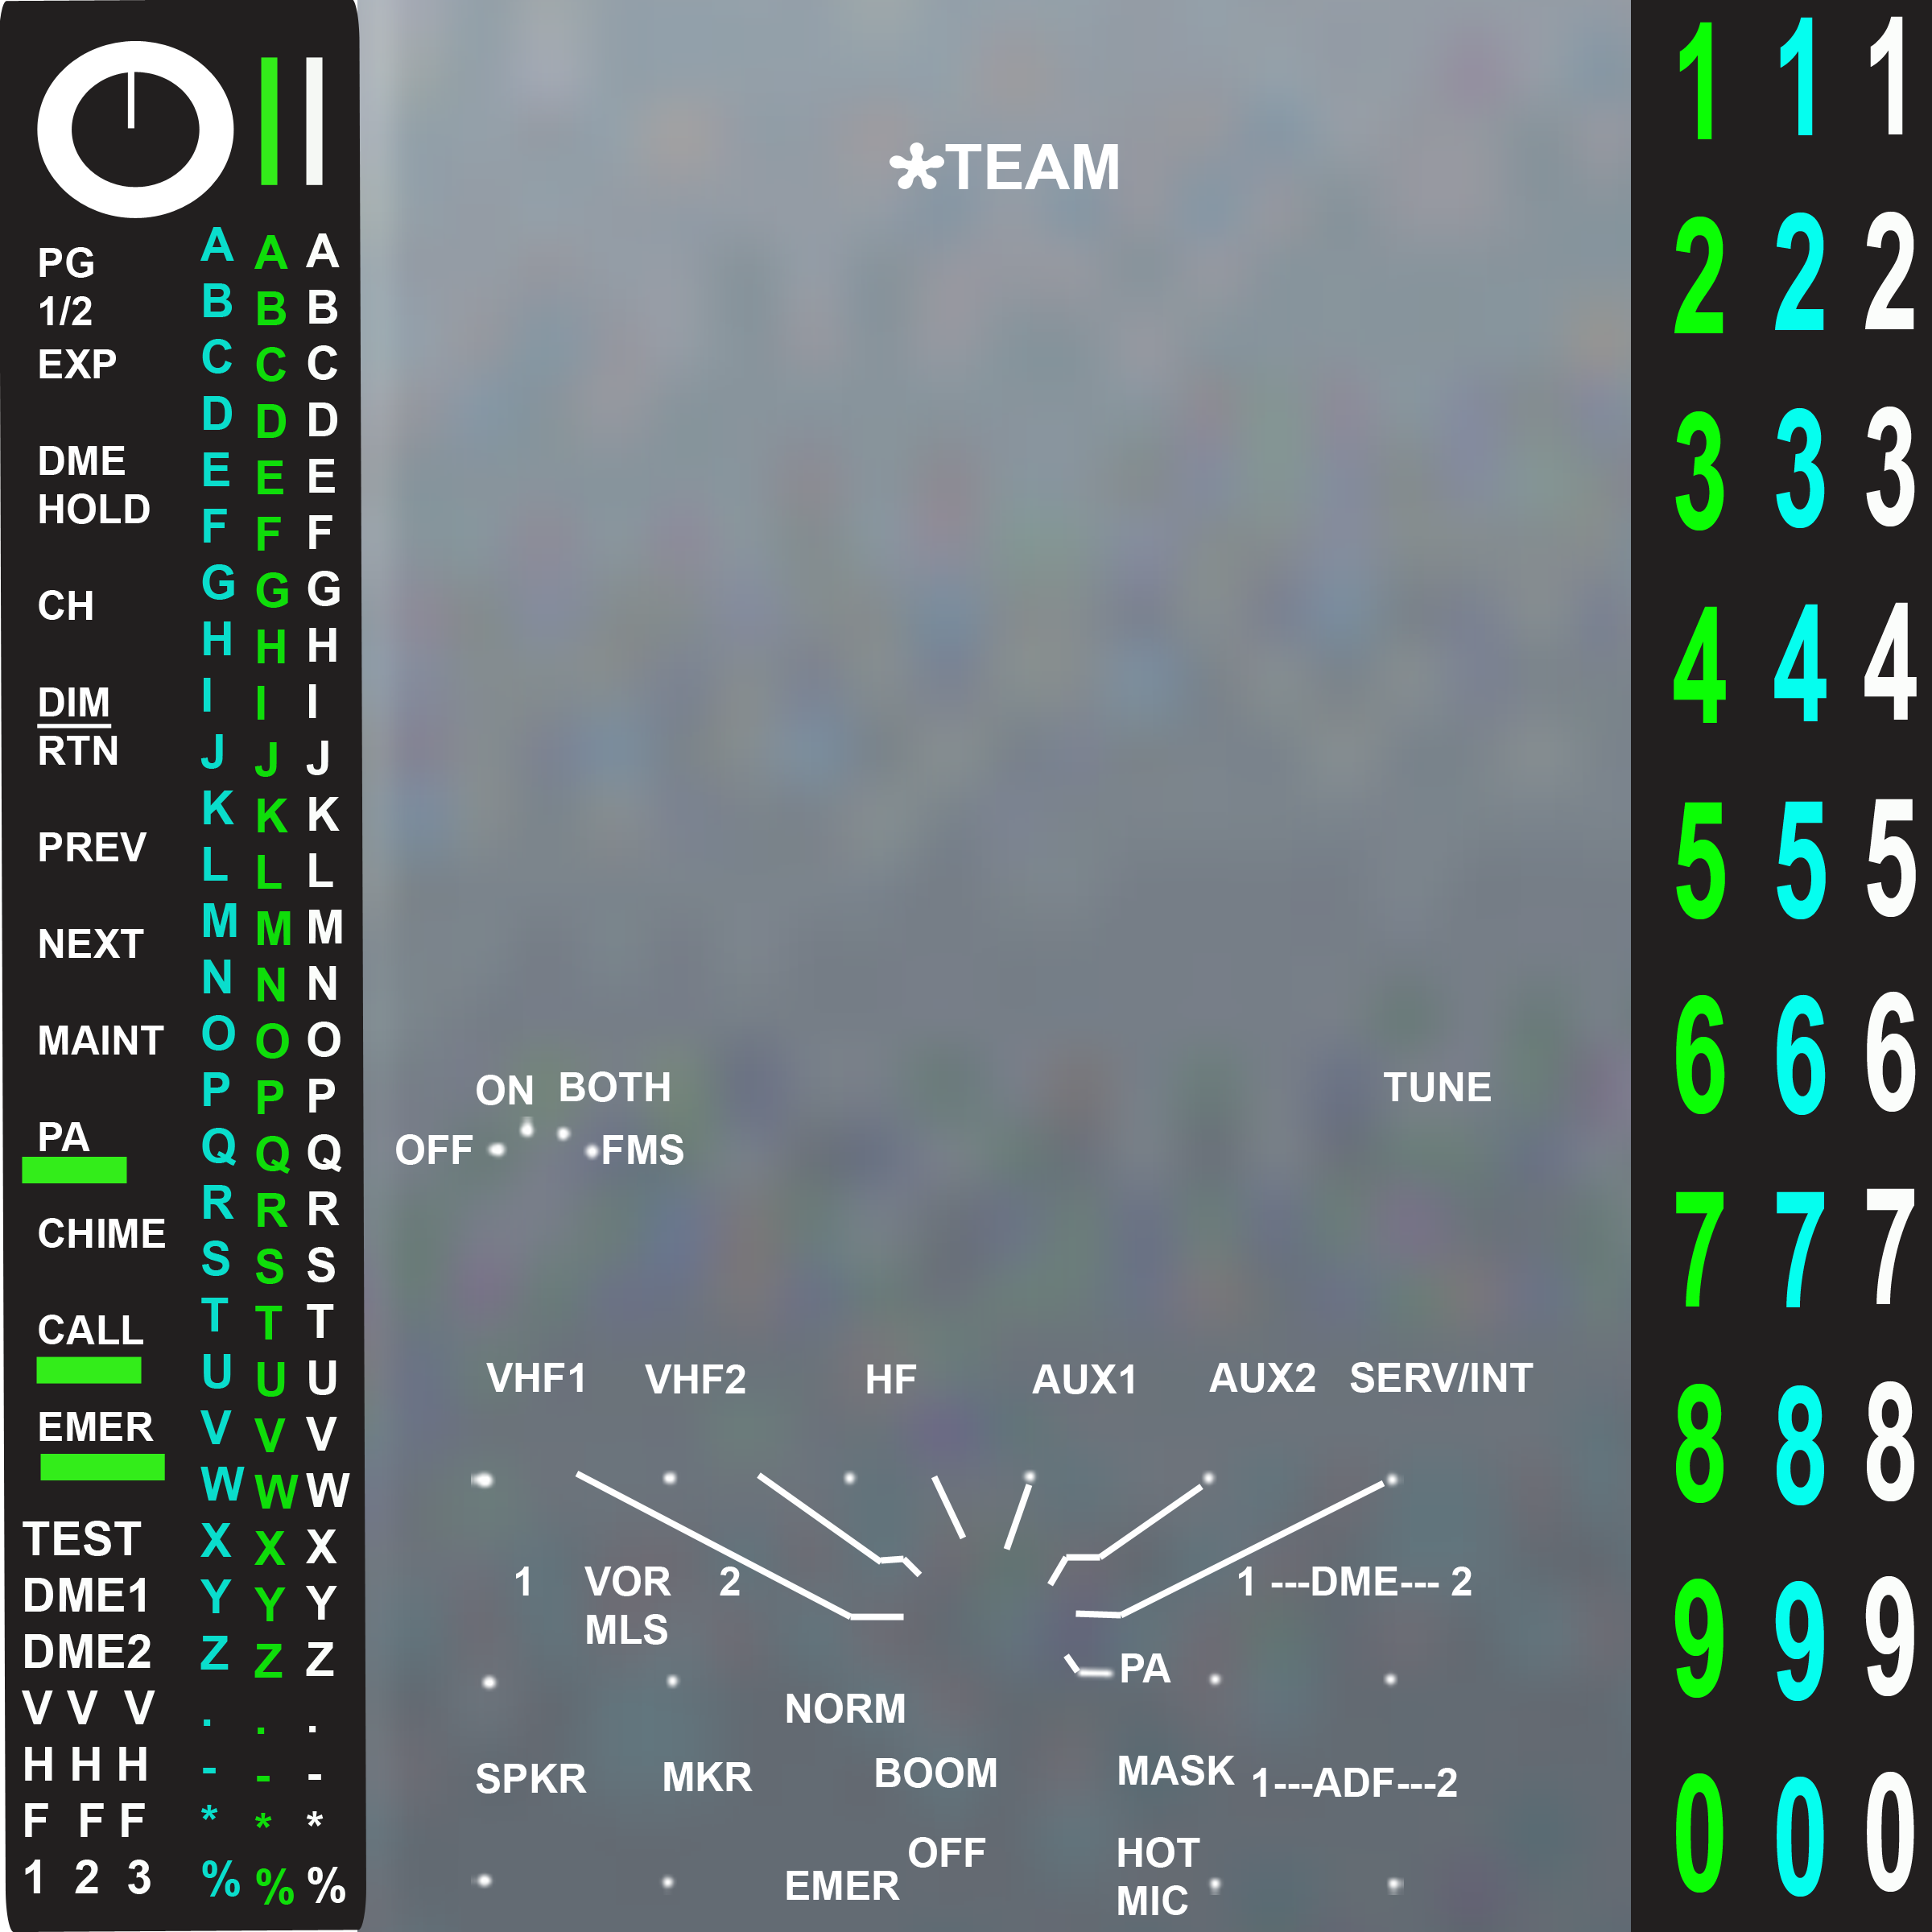 PG
1/2
EXP
DME
HOLD
CH
DIM
RTN
PREV
NEXT
MAINT
PA
CHIME
CALL
EMER
TEST
DME1
DME2
V V V
H H H
F F F
1 2 3
A A A
B B B
C C C
D D D
E E E
F F F
G G G
H H H
I I I
J J J
K K K
L L L
M M M
N N N
O O O
P P P
Q Q Q
R R R
S S S
T T T
U U U
V V V
W W W
X X X
Y Y Y
Z Z Z
. . .
- - -
* * *
% % %
*TEAM
ON BOTH
OFF FMS
TUNE
VHF1 VHF2 HF AUX1 AUX2 SERV/INT
1 VOR 2
MLS
1 ---DME--- 2
PA
NORM
SPKR MKR BOOM MASK 1---ADF---2
OFF
EMER
HOT
MIC
1 1 1
2 2 2
3 3 3
4 4 4
5 5 5
6 6 6
7 7 7
8 8 8
9 9 9
0 0 0